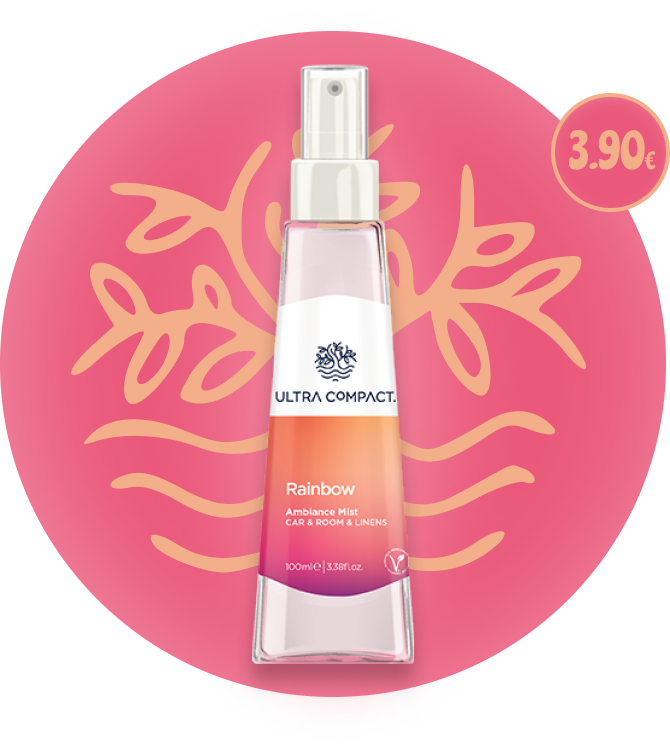 3.90€
ULTRA COMPACT.
Rainbow
Ambiance Mist
CAR & ROOM & LINENS
100ml ℮ | 3.38fl.oz.